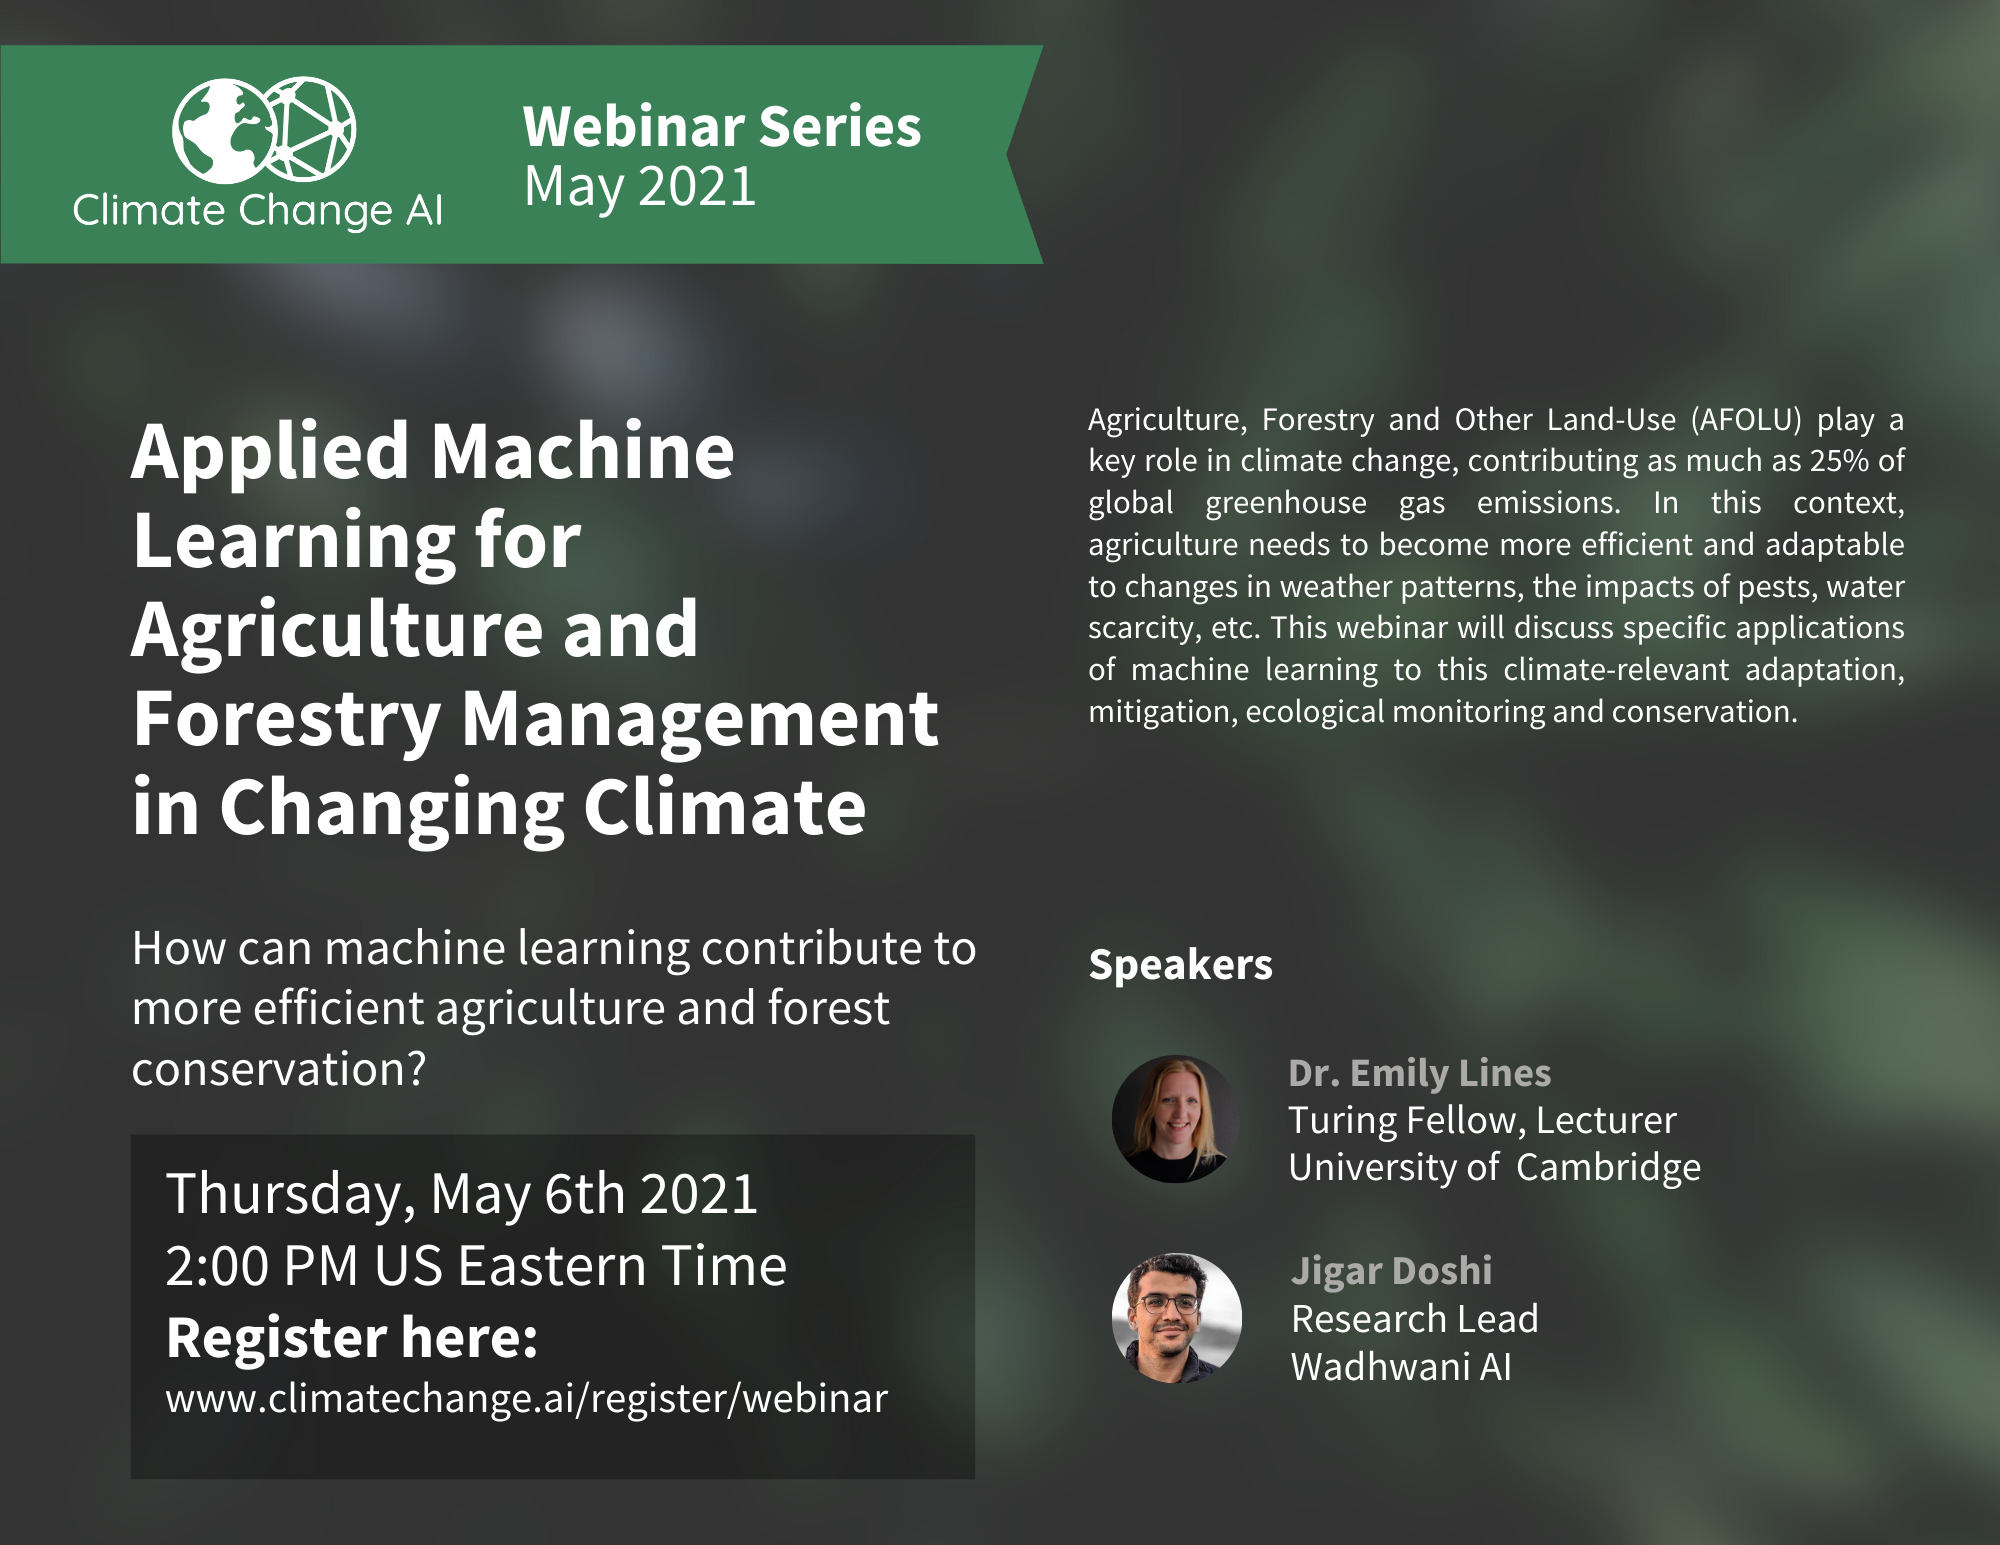 Climate Change AI
Webinar Series
May 2021
Applied Machine
Learning for
Agriculture and
Forestry Management
in Changing Climate
How can machine learning contribute to
more efficient agriculture and forest
conservation?
Thursday, May 6th 2021
2:00 PM US Eastern Time
Register here:
www.climatechange.ai/register/webinar
Agriculture, Forestry and Other Land-Use (AFOLU) play a
key role in climate change, contributing as much as 25% of
global greenhouse gas emissions. In this context,
agriculture needs to become more efficient and adaptable
to changes in weather patterns, the impacts of pests, water
scarcity, etc. This webinar will discuss specific applications
of machine learning to this climate-relevant adaptation,
mitigation, ecological monitoring and conservation.
Speakers
Dr. Emily Lines
Turing Fellow, Lecturer
University of Cambridge
Jigar Doshi
Research Lead
Wadhwani AI